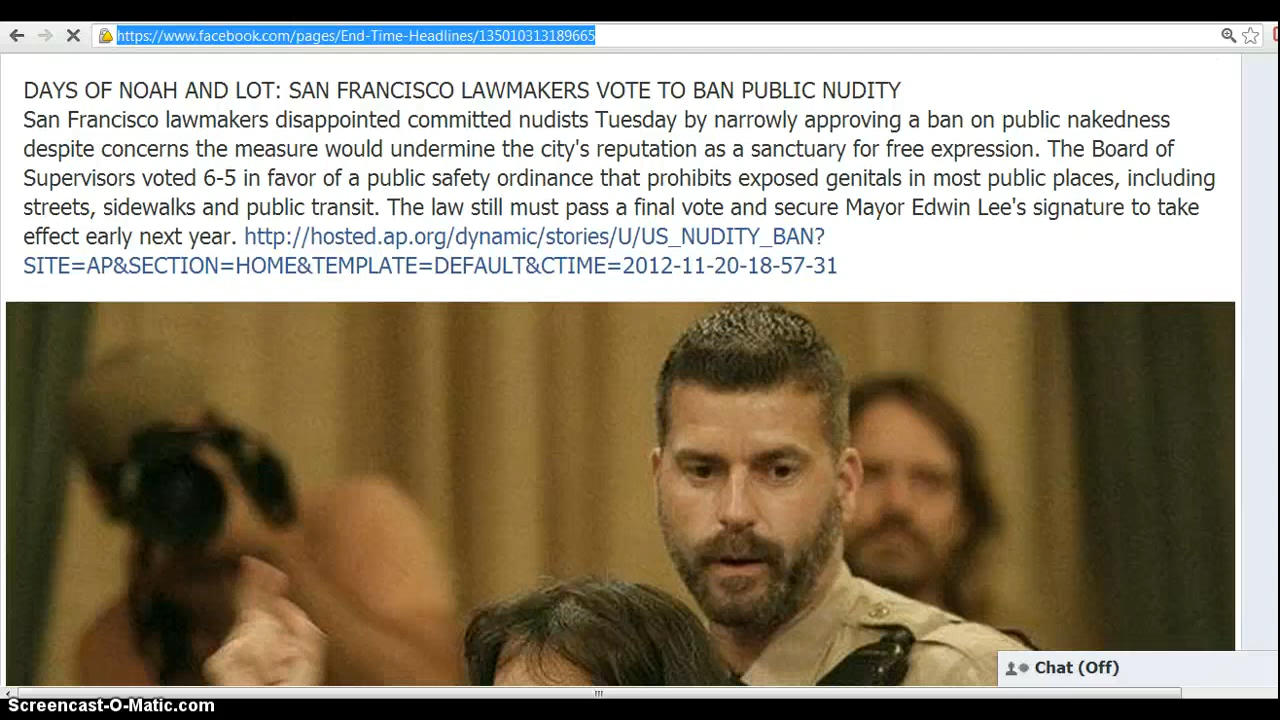 https://www.facebook.com/pages/End-Time-Headlines/135010313189665
DAYS OF NOAH AND LOT: SAN FRANCISCO LAWMAKERS VOTE TO BAN PUBLIC NUDITY
San Francisco lawmakers disappointed committed nudists Tuesday by narrowly approving a ban on public nakedness
despite concerns the measure would undermine the city's reputation as a sanctuary for free expression. The Board of
Supervisors voted 6-5 in favor of a public safety ordinance that prohibits exposed genitals in most public places, including
streets, sidewalks and public transit. The law still must pass a final vote and secure Mayor Edwin Lee's signature to take
effect early next year. http://hosted.ap.org/dynamic/stories/U/US_NUDITY_BAN?
SITE=AP&SECTION=HOME&TEMPLATE=DEFAULT&CTIME=2012-11-20-18-57-31
Chat (Off)
Screencast-O-Matic.com